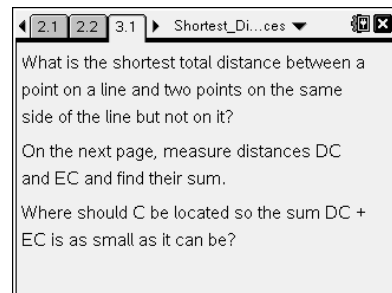 2.1 2.2 3.1 Shortest_Di...ces
What is the shortest total distance between a
point on a line and two points on the same
side of the line but not on it?
On the next page, measure distances DC
and EC and find their sum.
Where should C be located so the sum DC +
EC is as small as it can be?